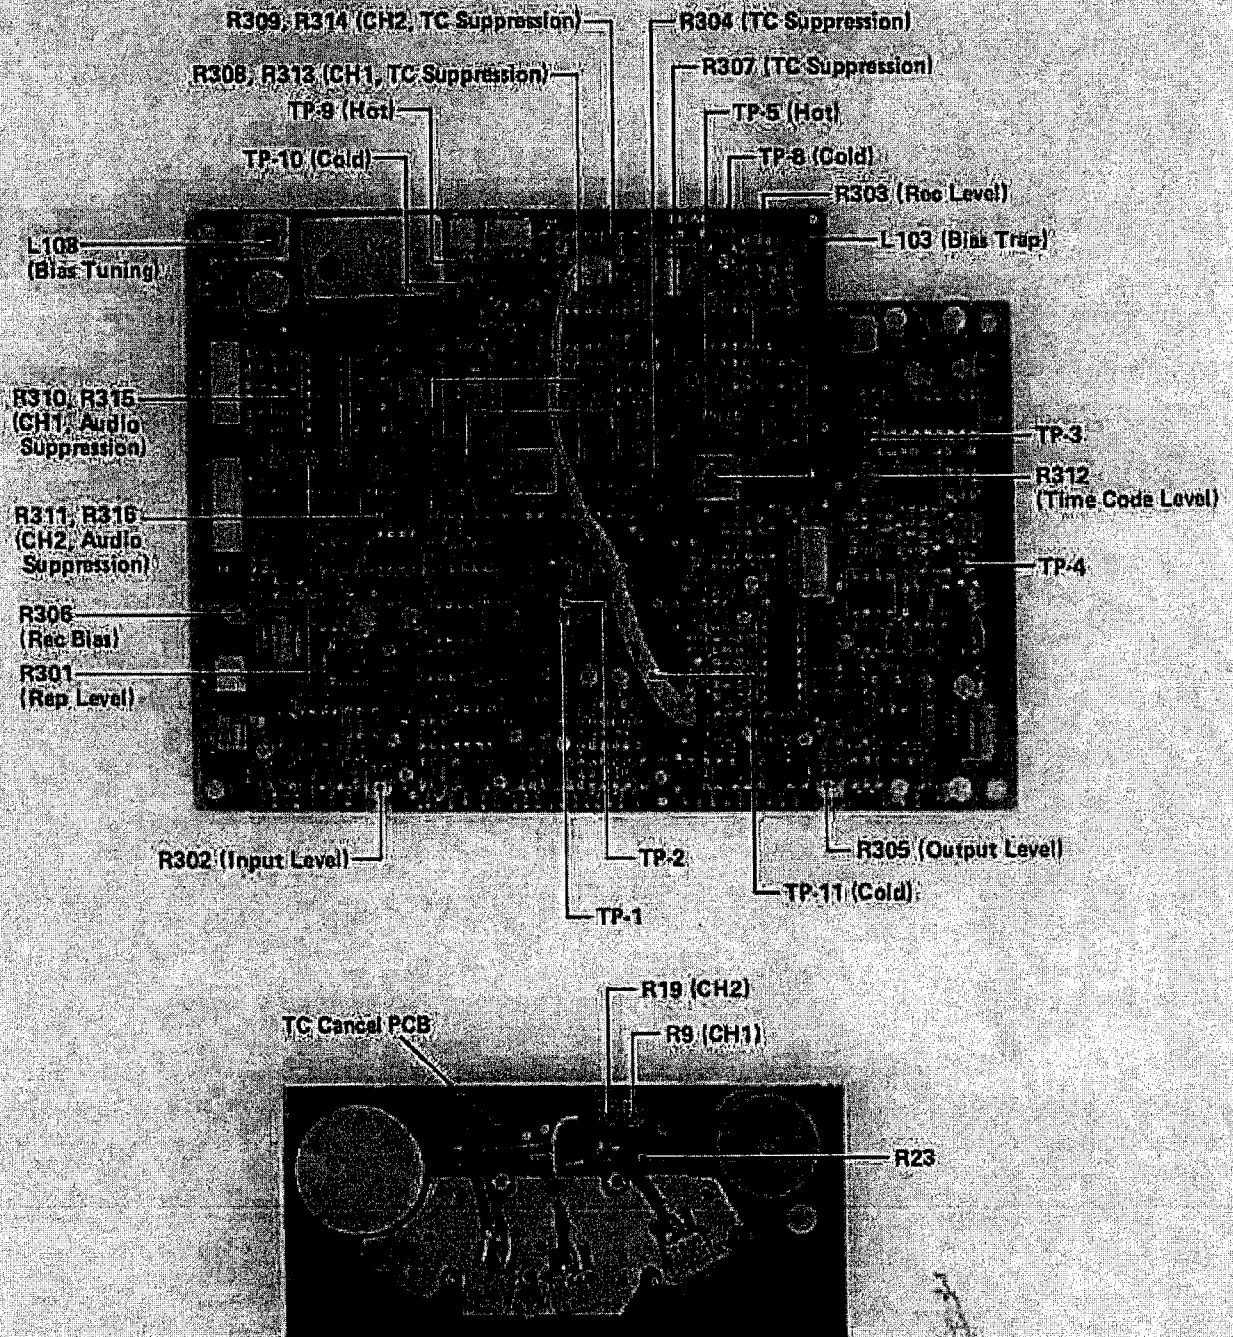 R309, R314 (CH2, TC Suppression)
R304 (TC Suppression)
R308, R313 (CH1, TC Suppression)
R307 (TC Suppression)
TP-9 (Hot)
TP-5 (Hot)
TP-10 (Cold)
TP-8 (Cold)
R303 (Rec Level)
L108
(Bias Tuning)
L103 (Bias Trap)
R310, R315
(CH1, Audio
Suppression)
TP-3
R312
(Time Code Level)
R311, R316
(CH2, Audio
Suppression)
TP-4
R306
(Rec Bias)
R301
(Rep Level)
R302 (Input Level)
TP-2
R305 (Output Level)
TP-11 (Cold)
TP-1
R19 (CH2)
TC Cancel PCB
R9 (CH1)
R23